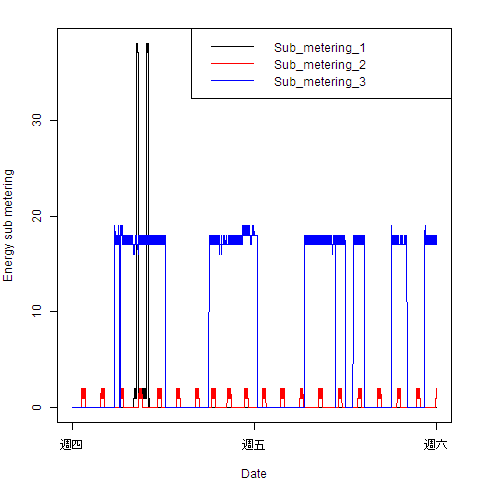 Sub_metering_1
Sub_metering_2
Sub_metering_3
Energy sub metering
30
20
10
0
週四 週五 週六
Date